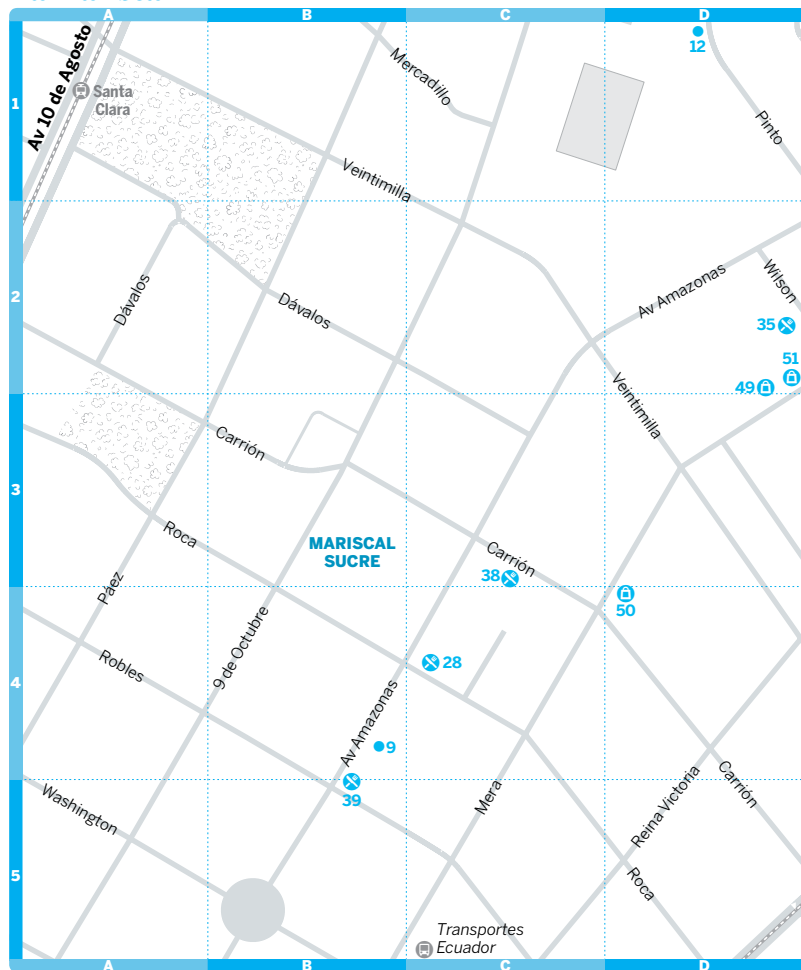 A
B
C
D
12
Mercadillo
Av 10 de Agosto
Santa
Clara
1
Pinto
Veintimilla
2
Dávalos
Dávalos
Av Amazonas
Wilson
35
51
49
Veintimilla
Carrión
3
Roca
MARISCAL
SUCRE
Carrión
38
50
Páez
9 de Octubre
Robles
28
4
Av Amazonas
9
39
Washington
Mera
Reina Victoria
Carrión
5
Roca
Transportes
Ecuador
A
B
C
D